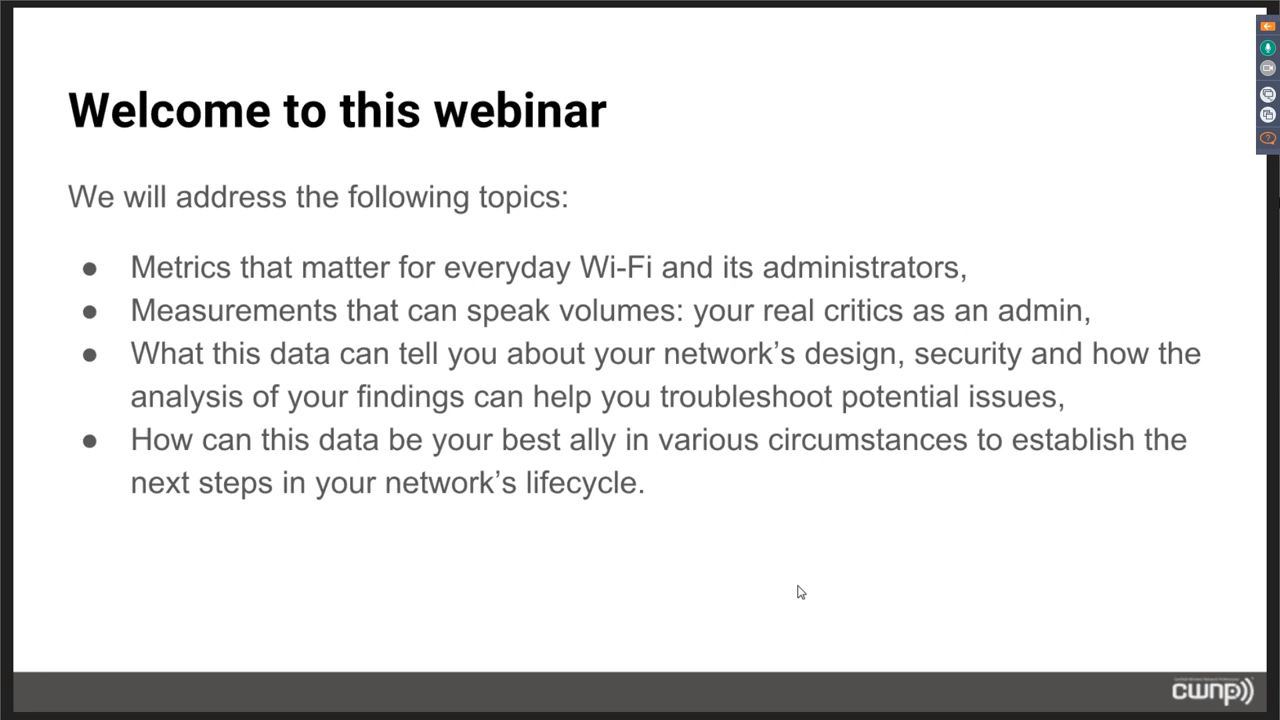 Welcome to this webinar
We will address the following topics:
● Metrics that matter for everyday Wi-Fi and its administrators,
● Measurements that can speak volumes: your real critics as an admin,
● What this data can tell you about your network’s design, security and how the
analysis of your findings can help you troubleshoot potential issues,
● How can this data be your best ally in various circumstances to establish the
next steps in your network’s lifecycle.
cwnp